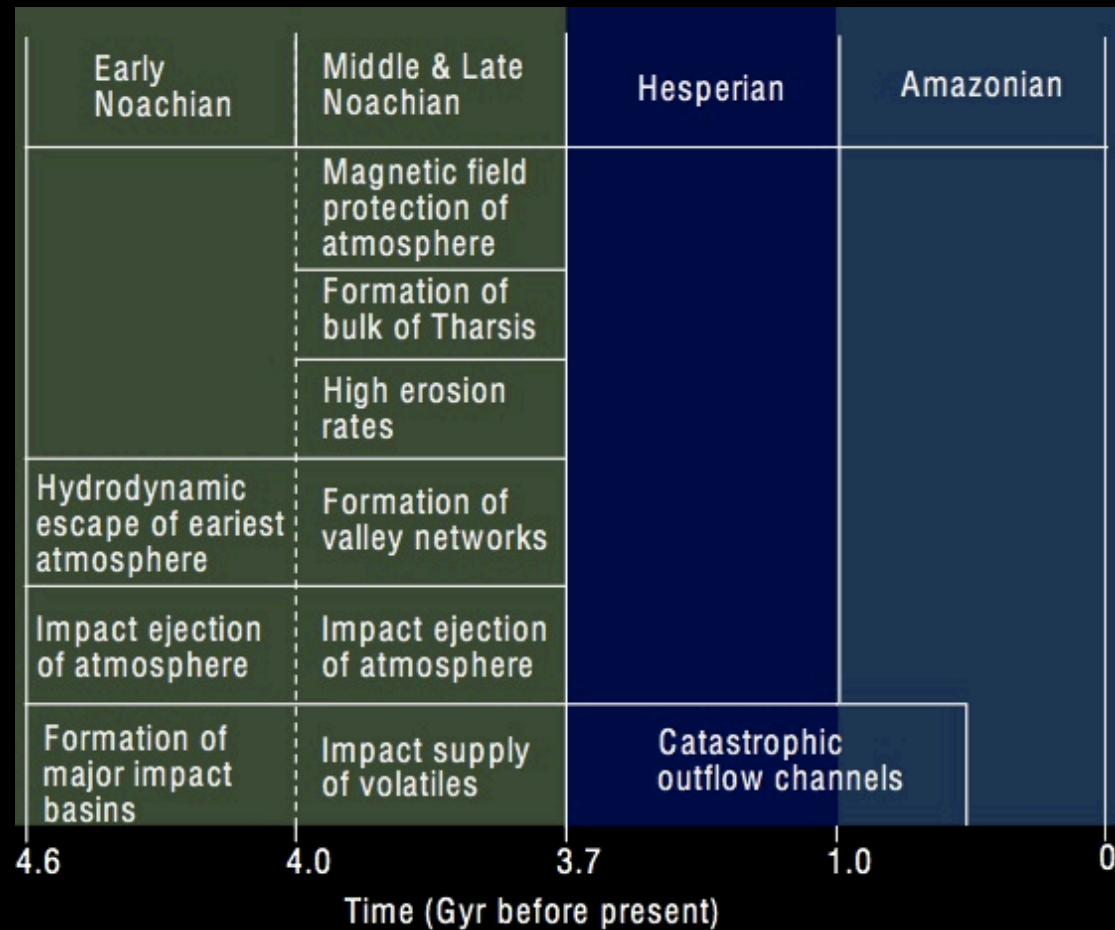 Early
Noachian
Middle & Late
Noachian
Hesperian
Amazonian
Magnetic field
protection of
atmosphere
Formation of
bulk of Tharsis
High erosion
rates
Hydrodynamic
escape of eariest
atmosphere
Formation of
valley networks
Impact ejection
of atmosphere
Impact ejection
of atmosphere
Formation of
major impact
basins
Impact supply
of volatiles
Catastrophic
outflow channels
4.6 4.0 3.7 1.0 0
Time (Gyr before present)